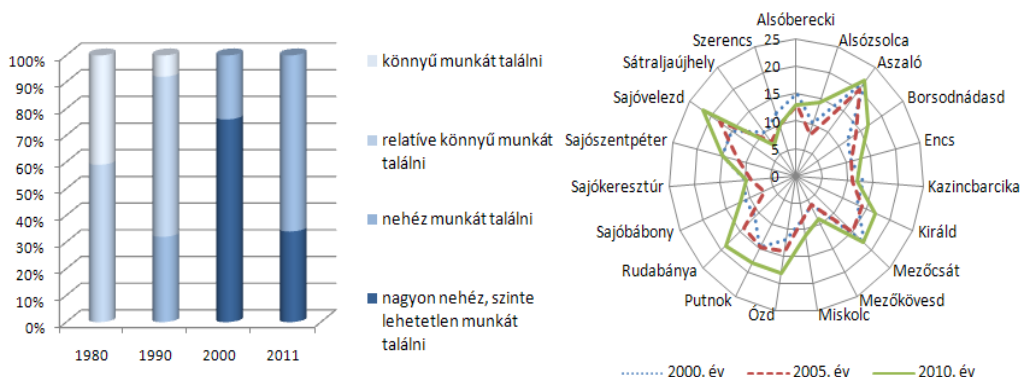 100%
90%
80%
70%
60%
50%
40%
30%
20%
10%
0%
1980 1990 2000 2011
könnyű munkát találni
relatíve könnyű munkát
találni
nehéz munkát találni
nagyon nehéz, szinte
lehetetlen munkát
találni
Alsóberecki
Alsózsolca
Aszaló
Borsodnádasd
Encs
Kazincbarcika
Királd
Mezőcsát
Mezőkövesd
Miskolc
Ózd
Putnok
Rudabánya
Sajóbábony
Sajókeresztúr
Sajószentpéter
Sajóvelezd
Sátraljaújhely
Szerencs
25
20
15
10
5
0
2000. év 2005. év 2010. év